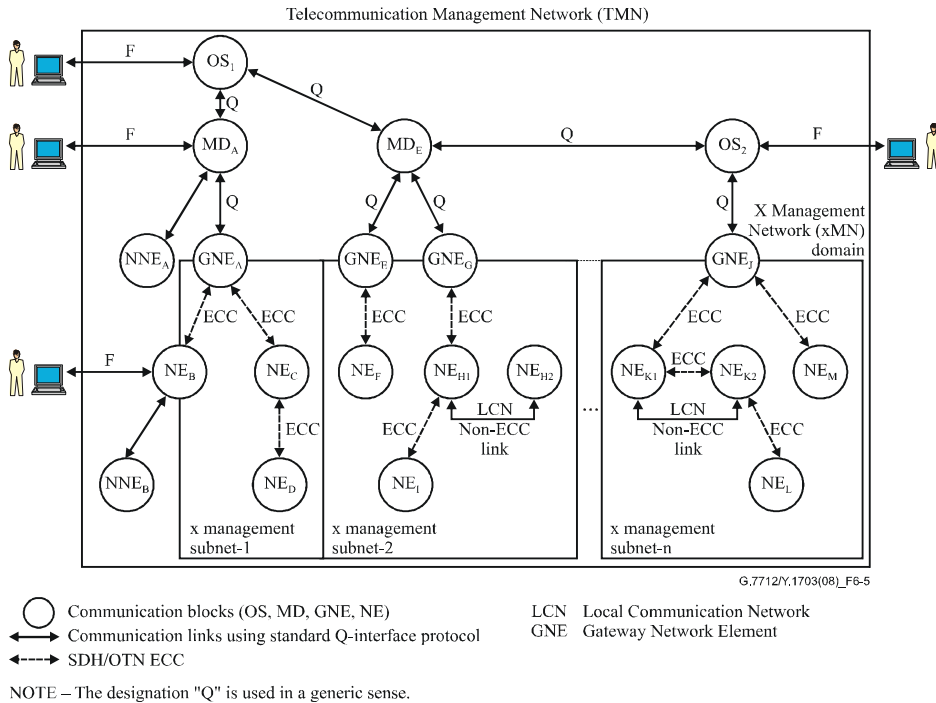 Telecommunication Management Network (TMN)
F
OS1
Q
Q
F
MDA
MDE
Q
OS2
F
Q
Q
Q
Q
X Management
Network (xMN)
domain
NNEA
GNEA
GNEE
GNEG
GNEJ
ECC
ECC
ECC
ECC
ECC
ECC
F
NEB
NEC
NEF
NEH1
NEH2
NEK1
ECC
NEK2
NEM
LCN
Non-ECC
link
LCN
Non-ECC
link
...
ECC
ECC
ECC
NNEB
NED
NEI
NEL
x management
subnet-1
x management
subnet-2
x management
subnet-n
G.7712/Y.1703(08)_F6-5
Communication blocks (OS, MD, GNE, NE)
Communication links using standard Q-interface protocol
SDH/OTN ECC
LCN Local Communication Network
GNE Gateway Network Element
NOTE – The designation "Q" is used in a generic sense.